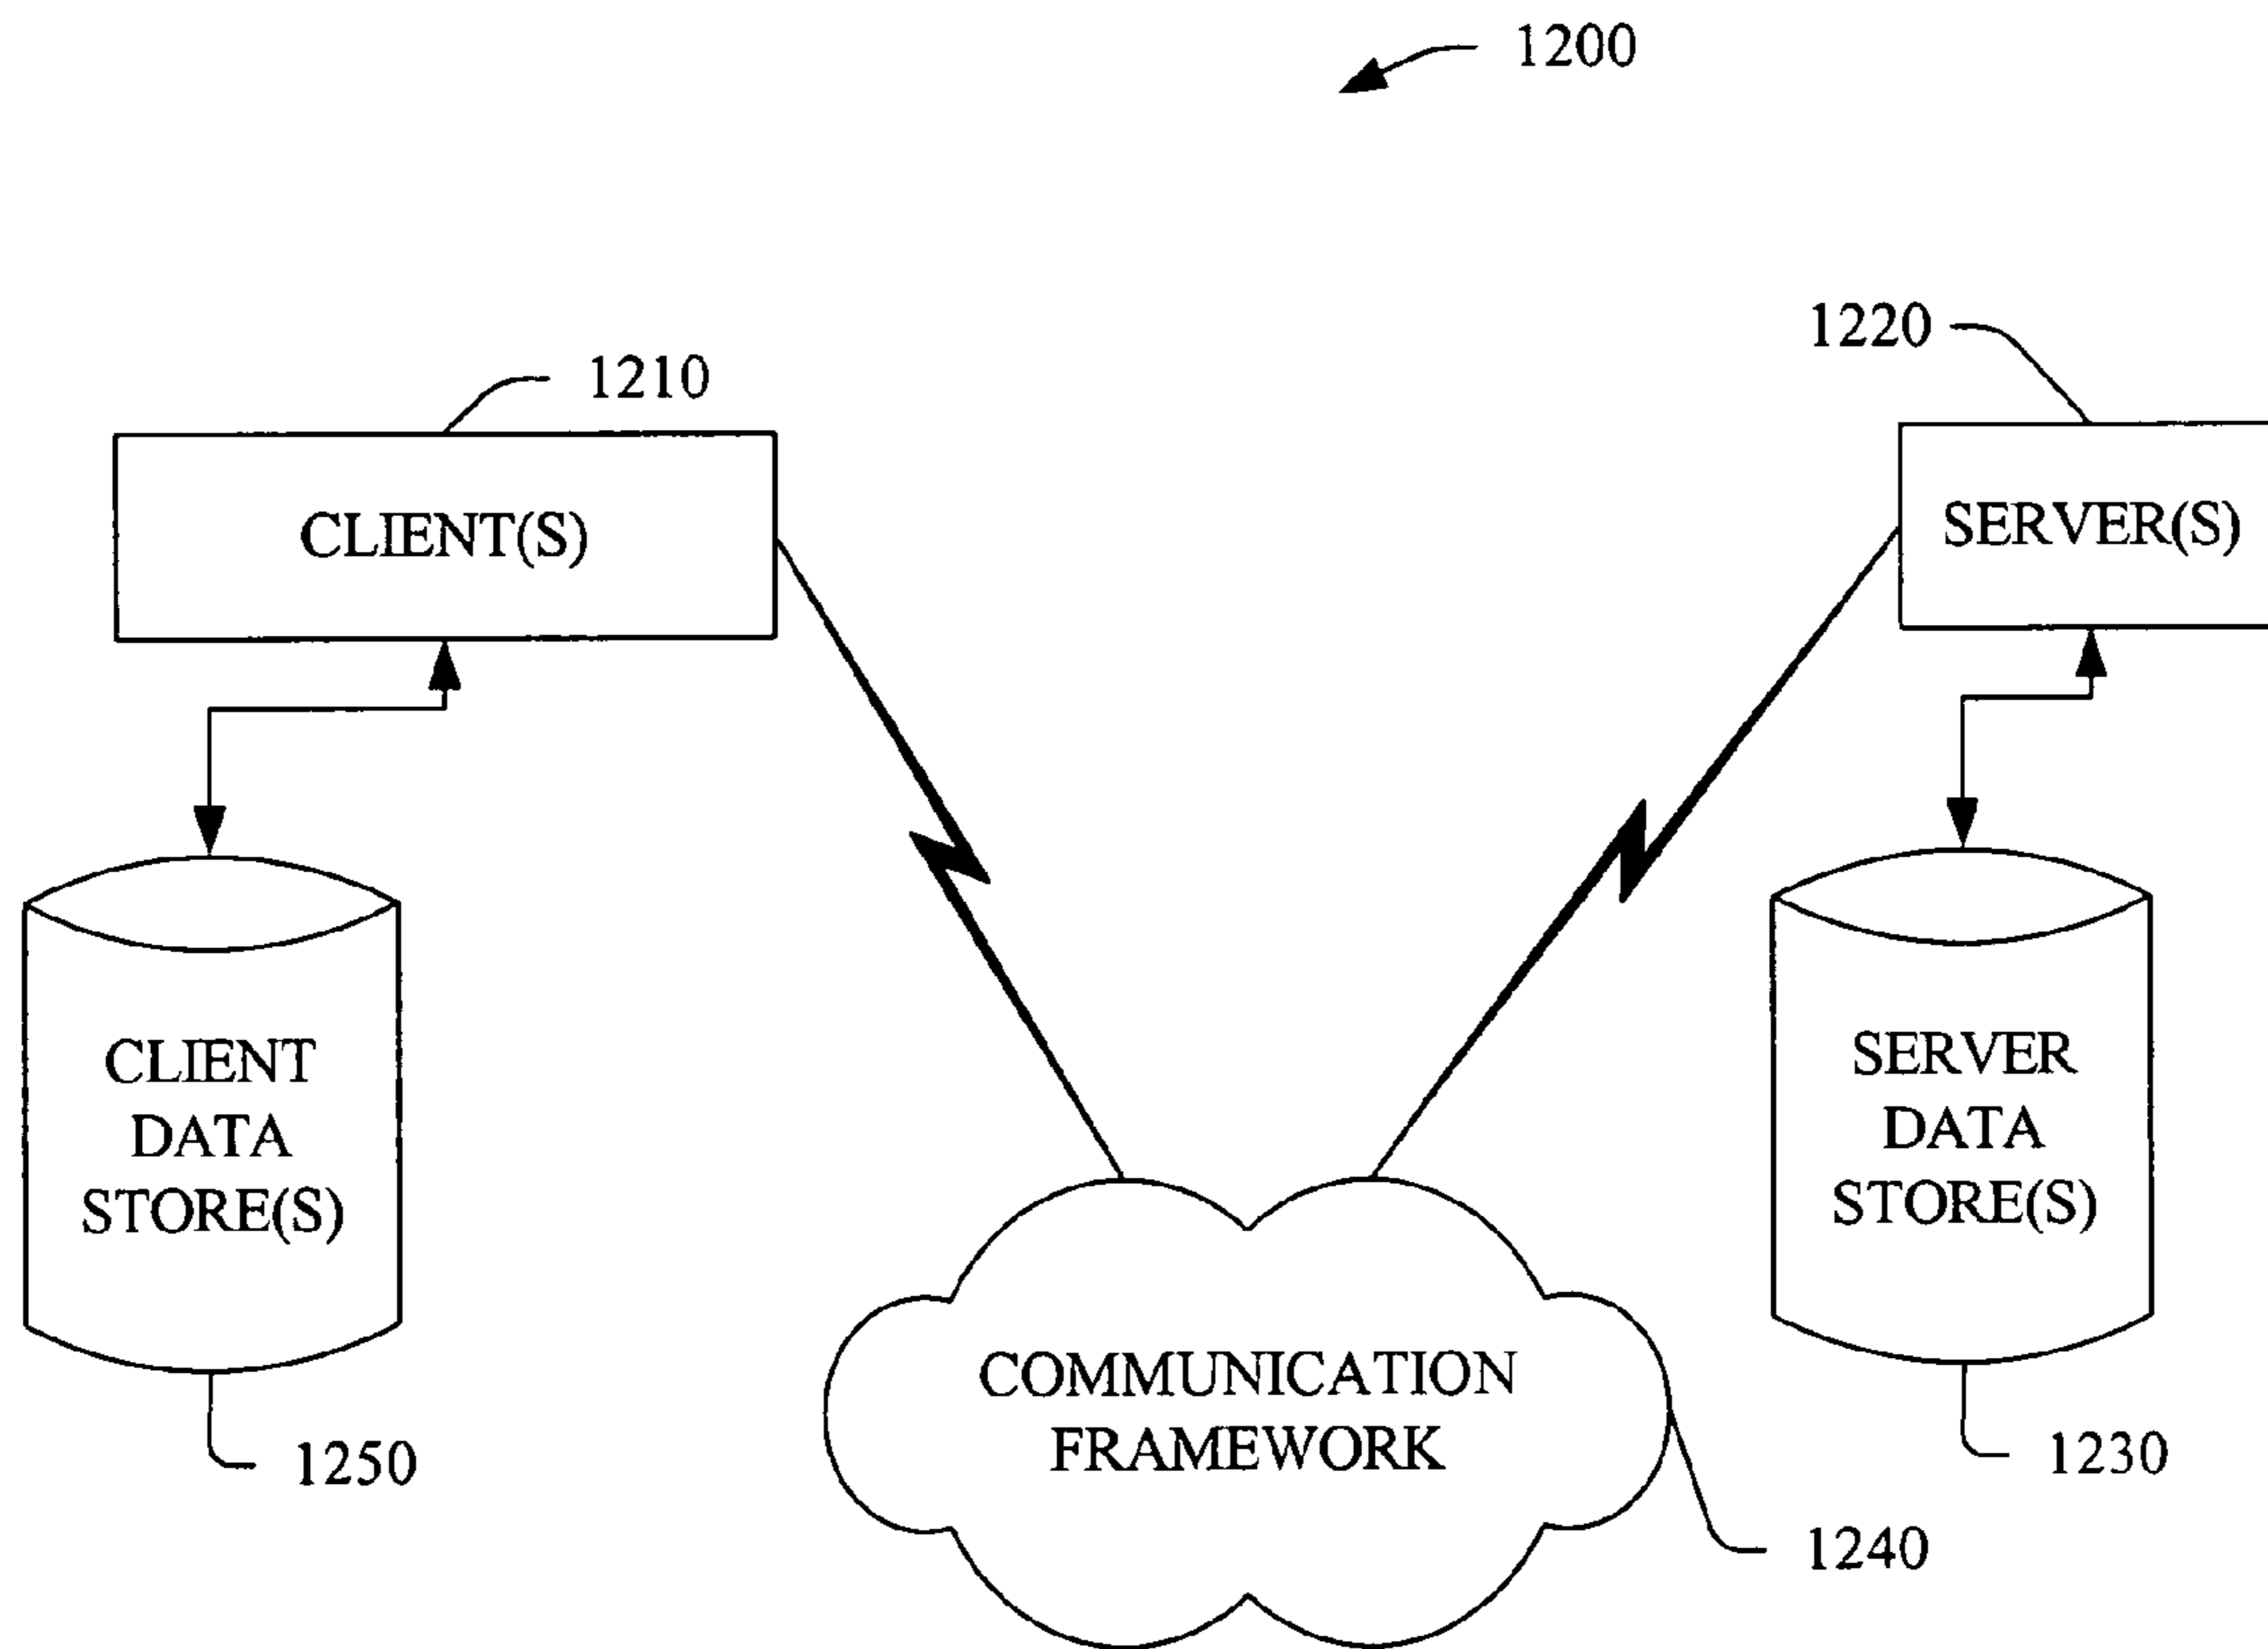 1200
1220
1210
CLIENT(S)
SERVER(S)
CLIENT
DATA
STORE(S)
SERVER
DATA
STORE(S)
COMMUNICATION
FRAMEWORK
1250
1230
1240